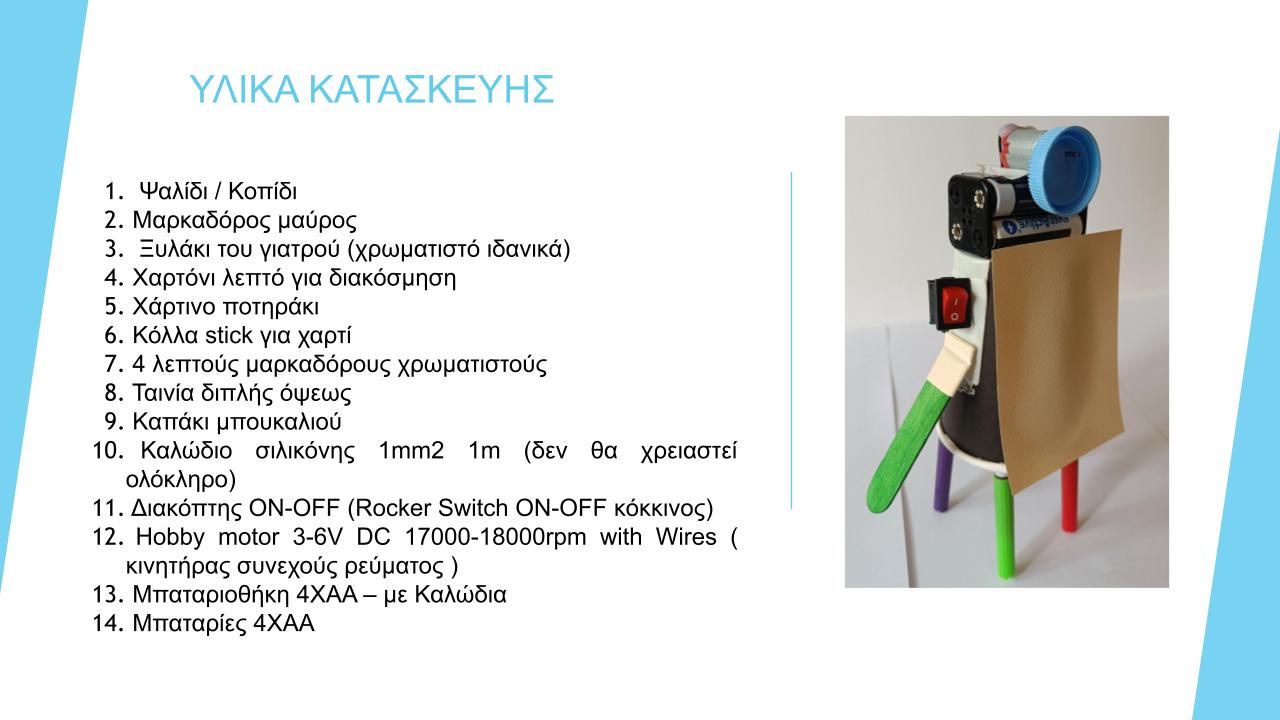 ΥΛΙΚΑ ΚΑΤΑΣΚΕΥΗΣ
1. Ψαλίδι / Κοπίδι
2. Μαρκαδόρος μαύρος
3. Ξυλάκι του γιατρού (χρωματιστό ιδανικά)
4. Χαρτόνι λεπτό για διακόσμηση
5. Χάρτινο ποτηράκι
6. Κόλλα stick για χαρτί
7. 4 λεπτούς μαρκαδόρους χρωματιστούς
8. Ταινία διπλής όψεως
9. Καπάκι μπουκαλιού
10. Καλώδιο σιλικόνης 1mm2 1m (δεν θα χρειαστεί
ολόκληρο)
11. Διακόπτης ON-OFF (Rocker Switch ON-OFF κόκκινος)
12. Hobby motor 3-6V DC 17000-18000rpm with Wires (
κινητήρας συνεχούς ρεύματος )
13. Μπαταριοθήκη 4ΧΑΑ – με Καλώδια
14. Μπαταρίες 4ΧΑΑ